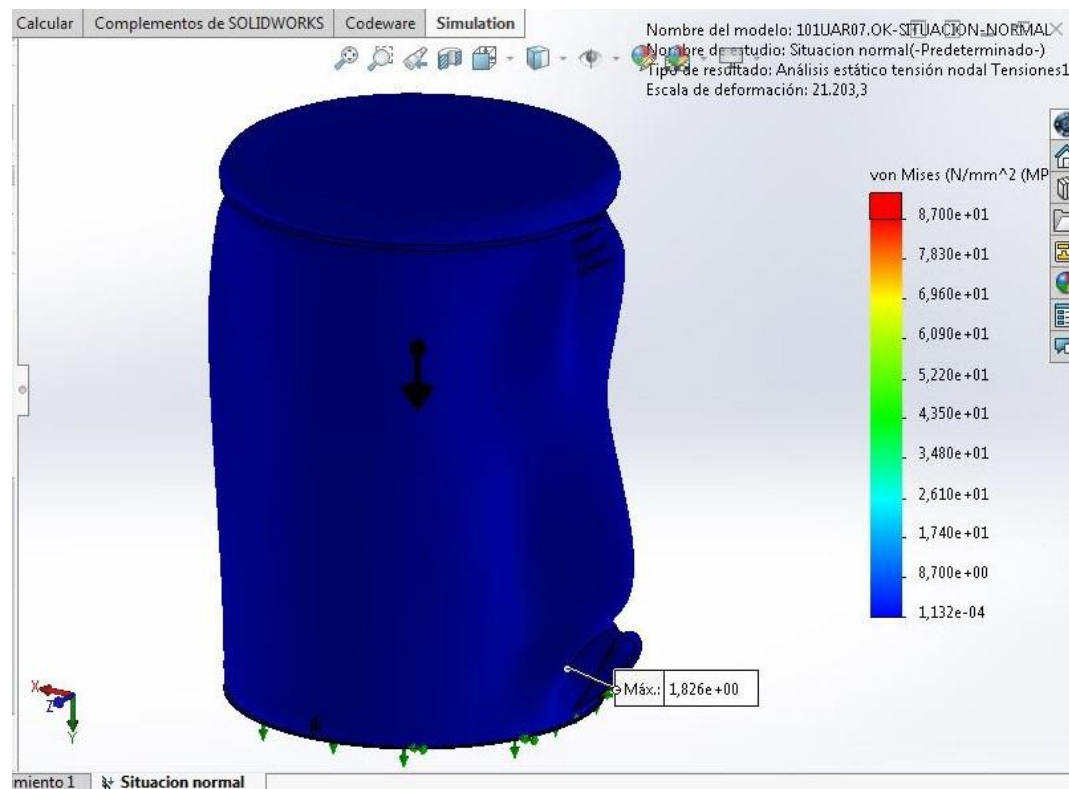 Calcular
Complementos de SOLIDWORKS
Codeware
Simulation
Nombre del modelo: 101UAR07.OK-SITUACION-NORMAL
Nombre de estudio: Situacion normal(-Predeterminado-)
Tipo de resultado: Análisis estático tensión nodal Tensiones1
Escala de deformación: 21.203,3
von Mises (N/mm^2 (MP
8,700e+01
7,830e+01
6,960e+01
6,090e+01
5,220e+01
4,350e+01
3,480e+01
2,610e+01
1,740e+01
8,700e+00
1,132e-04
Máx.: 1,826e+00
X
Z
Y
miento 1
Situacion normal